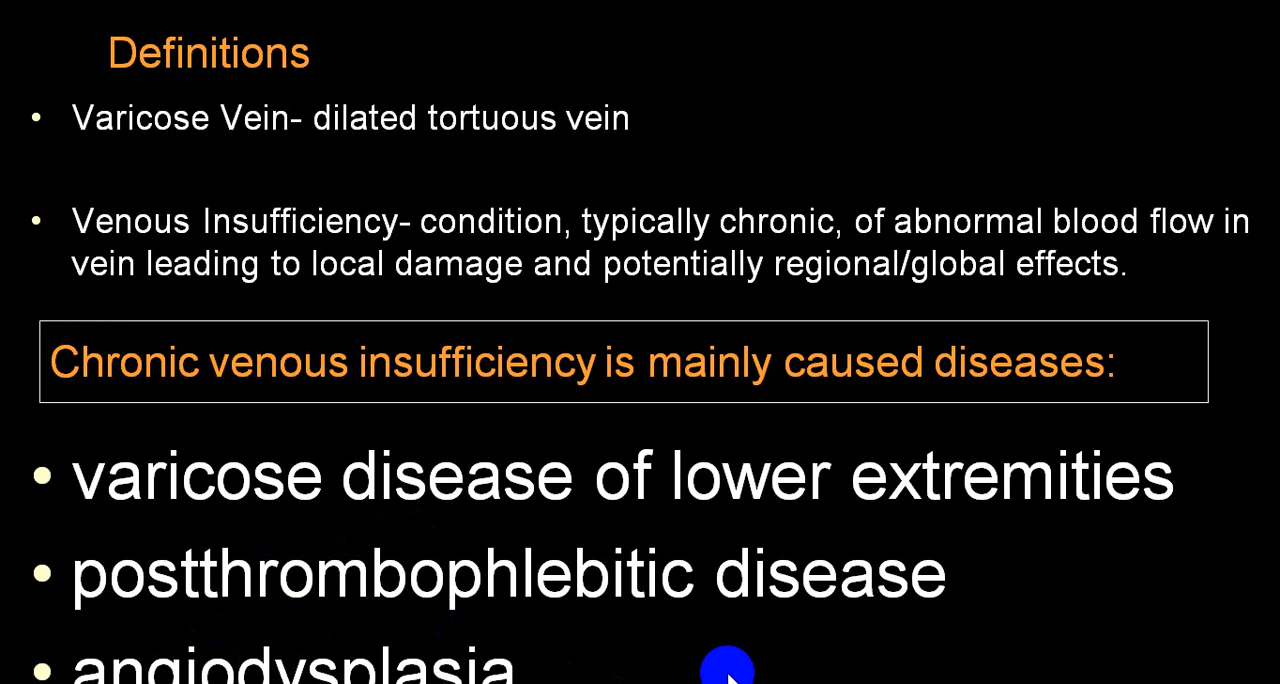 Definitions
• Varicose Vein- dilated tortuous vein
• Venous Insufficiency- condition, typically chronic, of abnormal blood flow in
vein leading to local damage and potentially regional/global effects.
Chronic venous insufficiency is mainly caused diseases:
• varicose disease of lower extremities
• postthrombophlebitic disease
• angiodysplasia